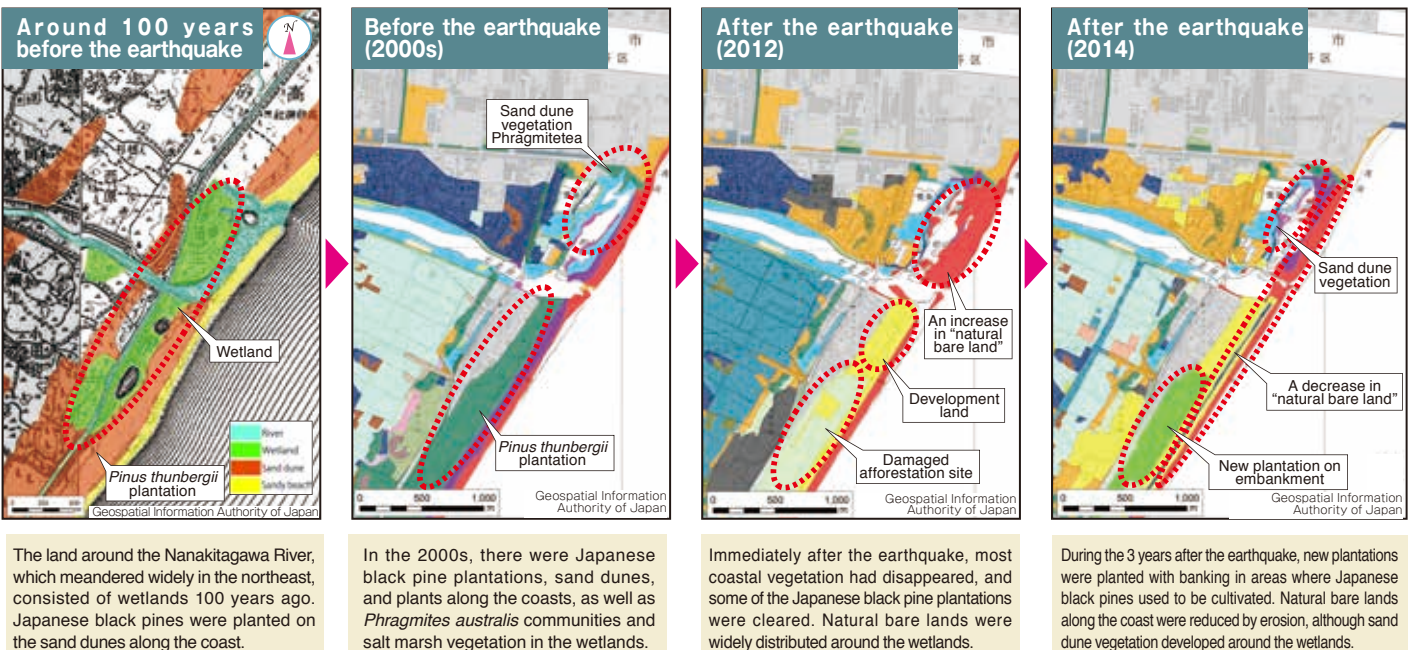 Around 100 years
before the earthquake
N
Wetland
Pinus thunbergii
plantation
River
Wetland
Sand dune
Sandy beach
Geospatial Information Authority of Japan
The land around the Nanakitagawa River,
which meandered widely in the northeast,
consisted of wetlands 100 years ago.
Japanese black pines were planted on
the sand dunes along the coast.
Before the earthquake
(2000s)
市
区
Sand dune
vegetation
Phragmitetea
Pinus thunbergii
plantation
0 500 1,000
m
Geospatial Information
Authority of Japan
In the 2000s, there were Japanese
black pine plantations, sand dunes,
and plants along the coasts, as well as
Phragmites australis communities and
salt marsh vegetation in the wetlands.
After the earthquake
(2012)
市
区
An increase
in “natural
bare land”
Development
land
Damaged
afforestation site
0 500 1,000
m
Geospatial Information
Authority of Japan
Immediately after the earthquake, most
coastal vegetation had disappeared, and
some of the Japanese black pine plantations
were cleared. Natural bare lands were
widely distributed around the wetlands.
After the earthquake
(2014)
市
区
Sand dune
vegetation
A decrease in
“natural bare land”
New plantation on
embankment
0 500 1,000
m
Geospatial Information
Authority of Japan
During the 3 years after the earthquake, new plantations
were planted with banking in areas where Japanese
black pines used to be cultivated. Natural bare lands
along the coast were reduced by erosion, although sand
dune vegetation developed around the wetlands.